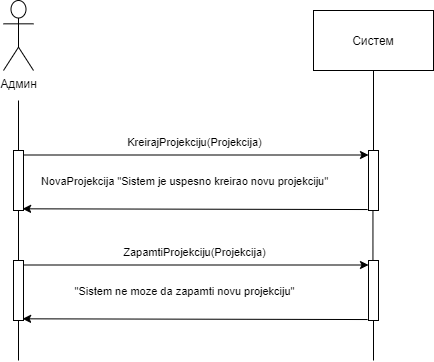 Админ
Систем
KreirajProjekciju(Projekcija)
NovaProjekcija "Sistem je uspesno kreirao novu projekciju"
ZapamtiProjekciju(Projekcija)
"Sistem ne moze da zapamti novu projekciju"